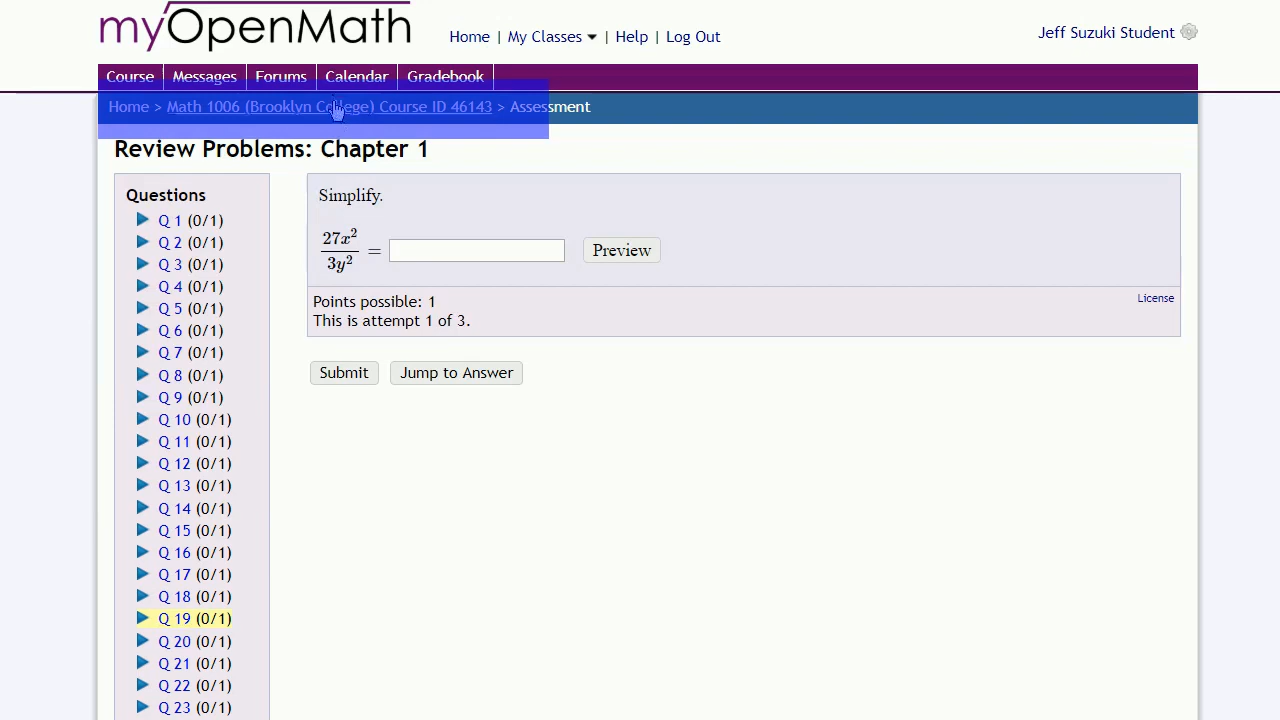 myOpenMath
Home | My Classes | Help | Log Out
Jeff Suzuki Student
Course Messages Forums Calendar Gradebook
Home > Math 1006 (Brooklyn College) Course ID 46143 > Assessment
Review Problems: Chapter 1
Questions
Q 1 (0/1)
Q 2 (0/1)
Q 3 (0/1)
Q 4 (0/1)
Q 5 (0/1)
Q 6 (0/1)
Q 7 (0/1)
Q 8 (0/1)
Q 9 (0/1)
Q 10 (0/1)
Q 11 (0/1)
Q 12 (0/1)
Q 13 (0/1)
Q 14 (0/1)
Q 15 (0/1)
Q 16 (0/1)
Q 17 (0/1)
Q 18 (0/1)
Q 19 (0/1)
Q 20 (0/1)
Q 21 (0/1)
Q 22 (0/1)
Q 23 (0/1)
Simplify.
27x²/3y² = Preview
License
Points possible: 1
This is attempt 1 of 3.
Submit Jump to Answer